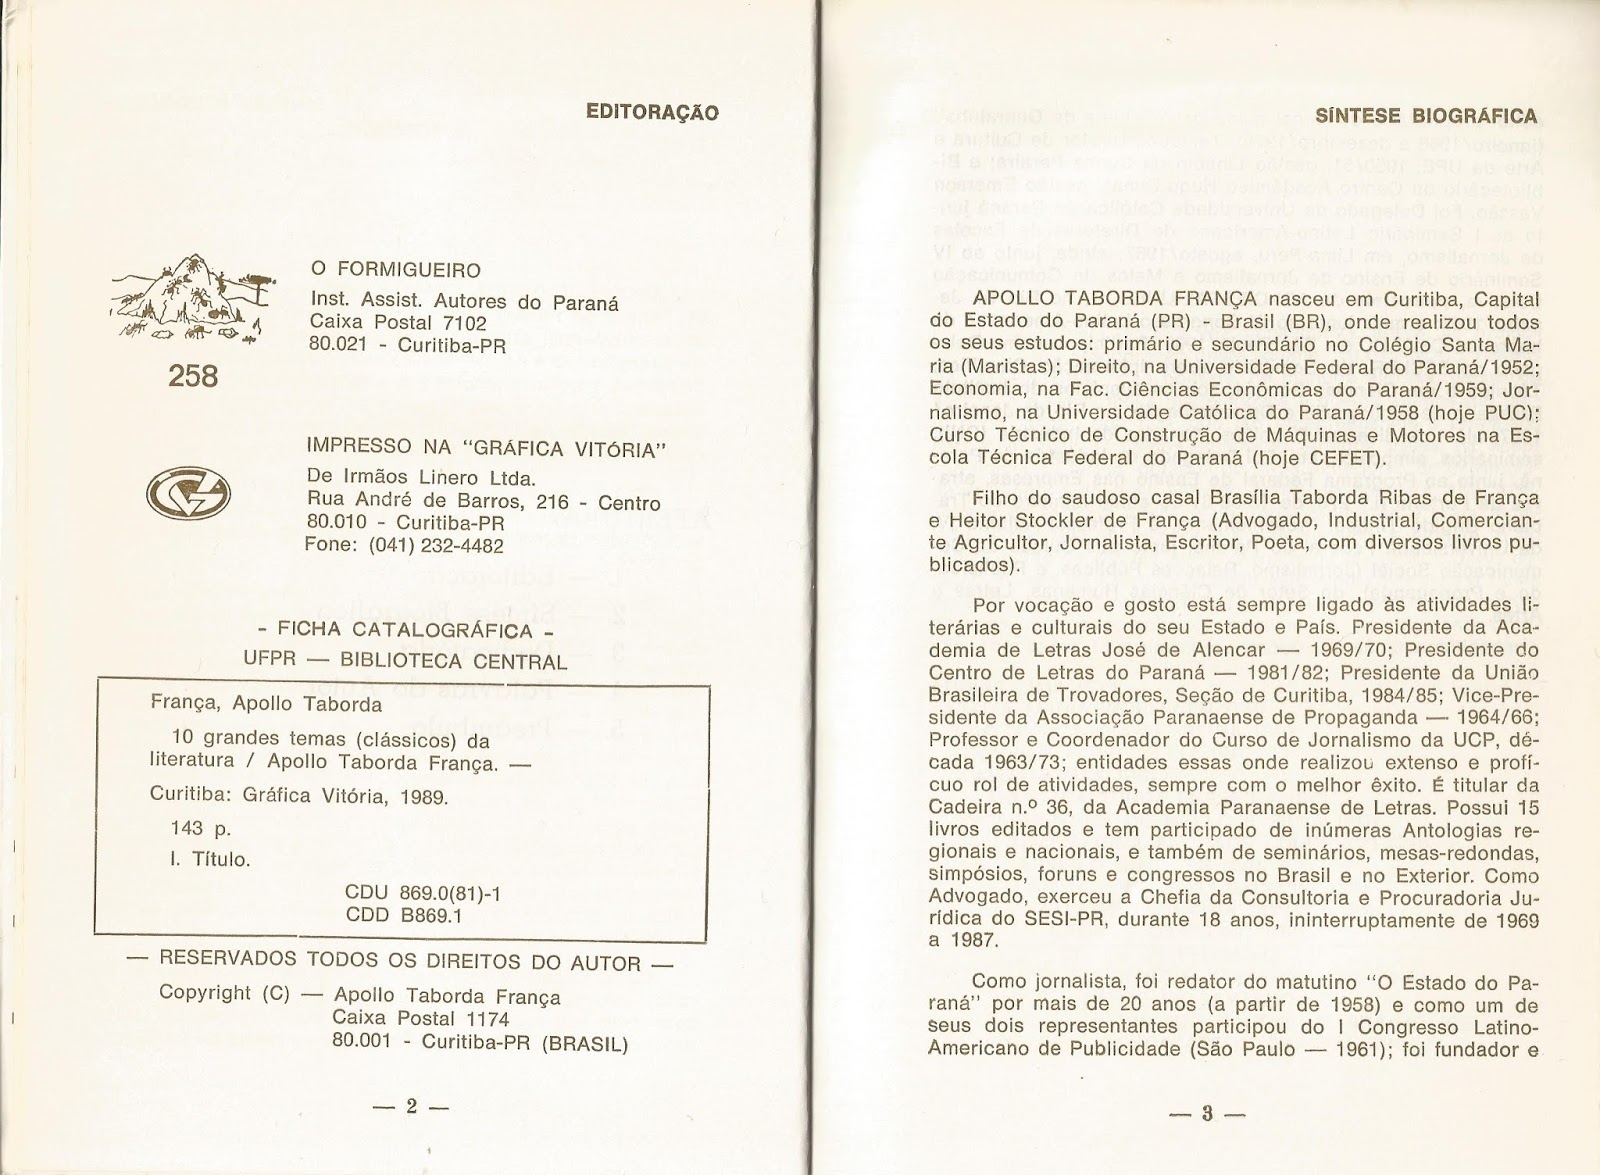 EDITORAÇÃO
O FORMIGUEIRO
Inst. Assist. Autores do Paraná
Caixa Postal 7102
80.021 - Curitiba-PR
258
IMPRESSO NA “GRÁFICA VITÓRIA”
De Irmãos Linero Ltda.
Rua André de Barros, 216 - Centro
80.010 - Curitiba-PR
Fone: (041) 232-4482
- FICHA CATALOGRÁFICA -
UFPR — BIBLIOTECA CENTRAL
França, Apollo Taborda
10 grandes temas (clássicos) da
literatura / Apollo Taborda França. —
Curitiba: Gráfica Vitória, 1989.
143 p.
I. Título.
CDU 869.0(81)-1
CDD B869.1
— RESERVADOS TODOS OS DIREITOS DO AUTOR —
Copyright (C) — Apollo Taborda França
Caixa Postal 1174
80.001 - Curitiba-PR (BRASIL)
— 2 —
SÍNTESE BIOGRÁFICA
APOLLO TABORDA FRANÇA nasceu em Curitiba, Capital
do Estado do Paraná (PR) - Brasil (BR), onde realizou todos
os seus estudos: primário e secundário no Colégio Santa Ma-
ria (Maristas); Direito, na Universidade Federal do Paraná/1952;
Economia, na Fac. Ciências Econômicas do Paraná/1959; Jor-
nalismo, na Universidade Católica do Paraná/1958 (hoje PUC);
Curso Técnico de Construção de Máquinas e Motores na Es-
cola Técnica Federal do Paraná (hoje CEFET).
Filho do saudoso casal Brasília Taborda Ribas de França
e Heitor Stockler de França (Advogado, Industrial, Comercian-
te Agricultor, Jornalista, Escritor, Poeta, com diversos livros pu-
blicados).
Por vocação e gosto está sempre ligado às atividades li-
terárias e culturais do seu Estado e País. Presidente da Aca-
demia de Letras José de Alencar — 1969/70; Presidente do
Centro de Letras do Paraná — 1981/82; Presidente da União
Brasileira de Trovadores, Seção de Curitiba, 1984/85; Vice-Pre-
sidente da Associação Paranaense de Propaganda — 1964/66;
Professor e Coordenador do Curso de Jornalismo da UCP, dé-
cada 1963/73; entidades essas onde realizou extenso e profí-
cuo rol de atividades, sempre com o melhor êxito. É titular da
Cadeira n.º 36, da Academia Paranaense de Letras. Possui 15
livros editados e tem participado de inúmeras Antologias re-
gionais e nacionais, e também de seminários, mesas-redondas,
simpósios, foruns e congressos no Brasil e no Exterior. Como
Advogado, exerceu a Chefia da Consultoria e Procuradoria Ju-
rídica do SESI-PR, durante 18 anos, ininterruptamente de 1969
a 1987.
Como jornalista, foi redator do matutino “O Estado do Pa-
raná” por mais de 20 anos (a partir de 1958) e como um de
seus dois representantes participou do I Congresso Latino-
Americano de Publicidade (São Paulo — 1961); foi fundador e
— 3 —